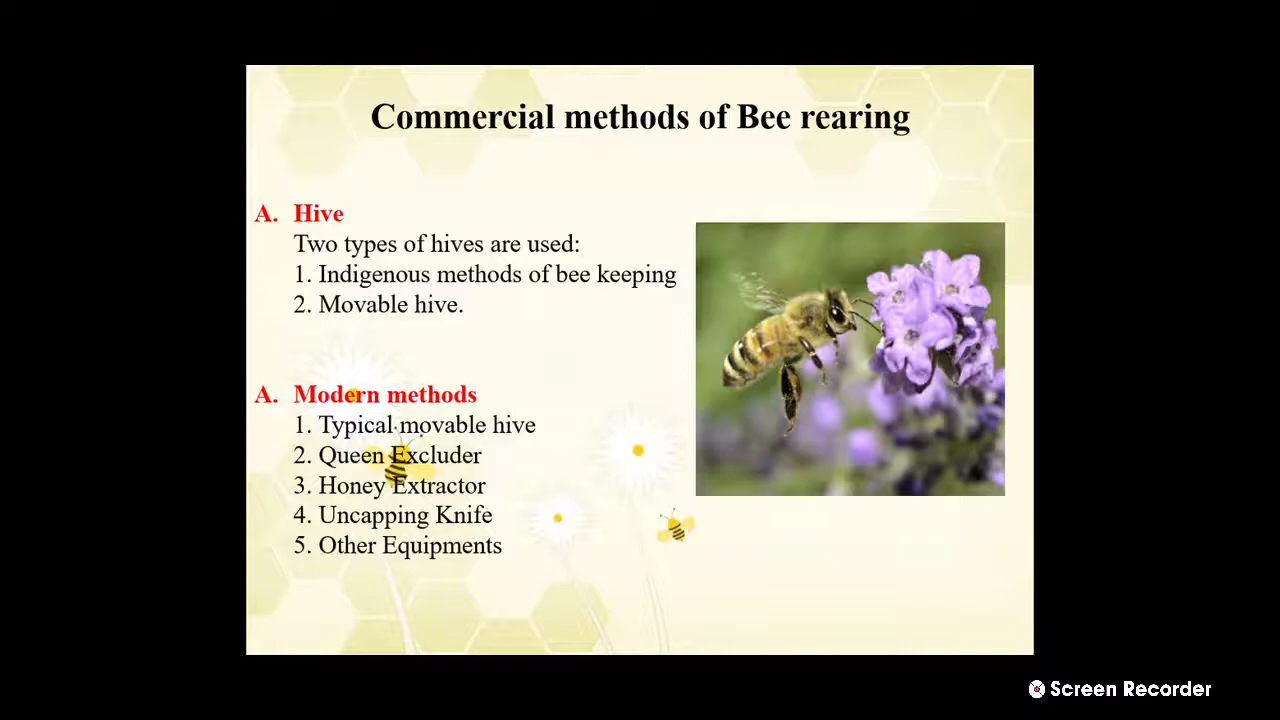 Commercial methods of Bee rearing
A. Hive
Two types of hives are used:
1. Indigenous methods of bee keeping
2. Movable hive.
A. Modern methods
1. Typical movable hive
2. Queen Excluder
3. Honey Extractor
4. Uncapping Knife
5. Other Equipments
Screen Recorder